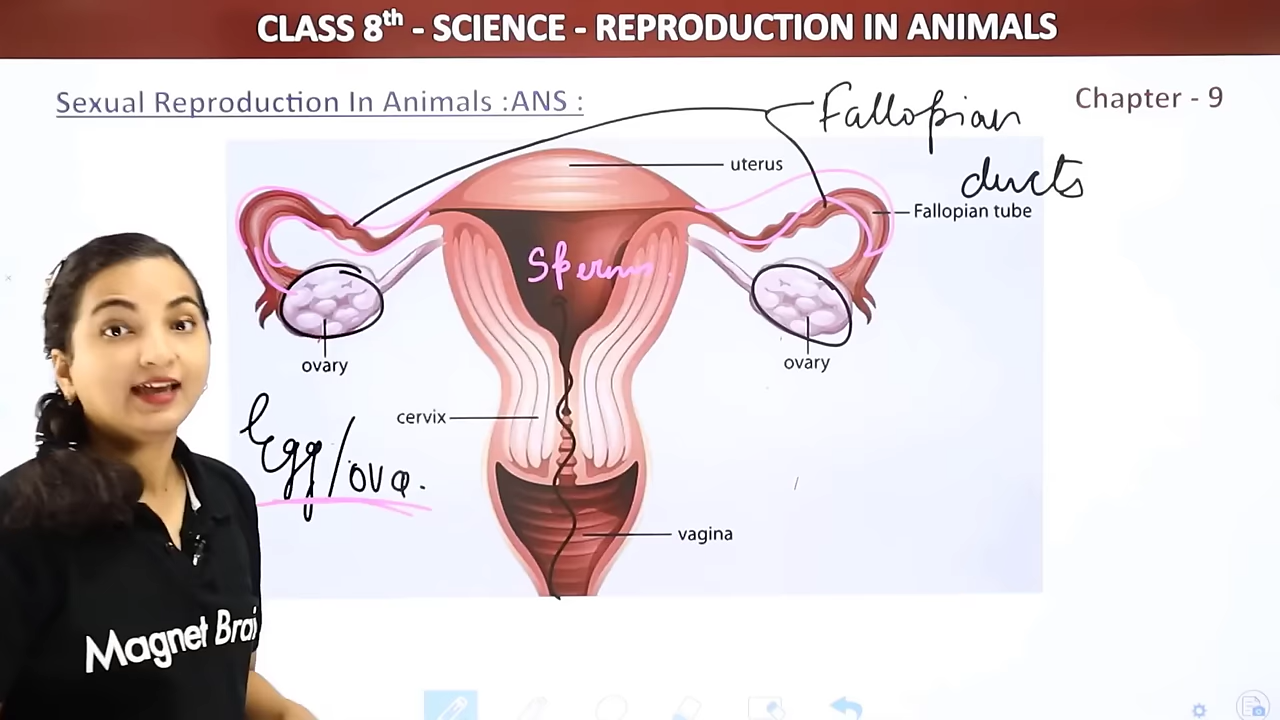 CLASS 8th - SCIENCE - REPRODUCTION IN ANIMALS
Sexual Reproduction In Animals :ANS :
Chapter - 9
Fallopian
ducts
uterus
Fallopian tube
Sperms
ovary
ovary
cervix
Egg/ova.
vagina
Magnet Brai